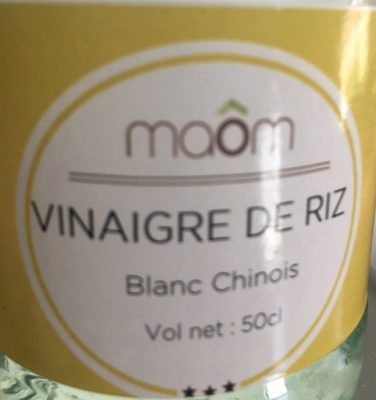 maôm
VINAIGRE DE RIZ
Blanc Chinois
Vol net : 50cl